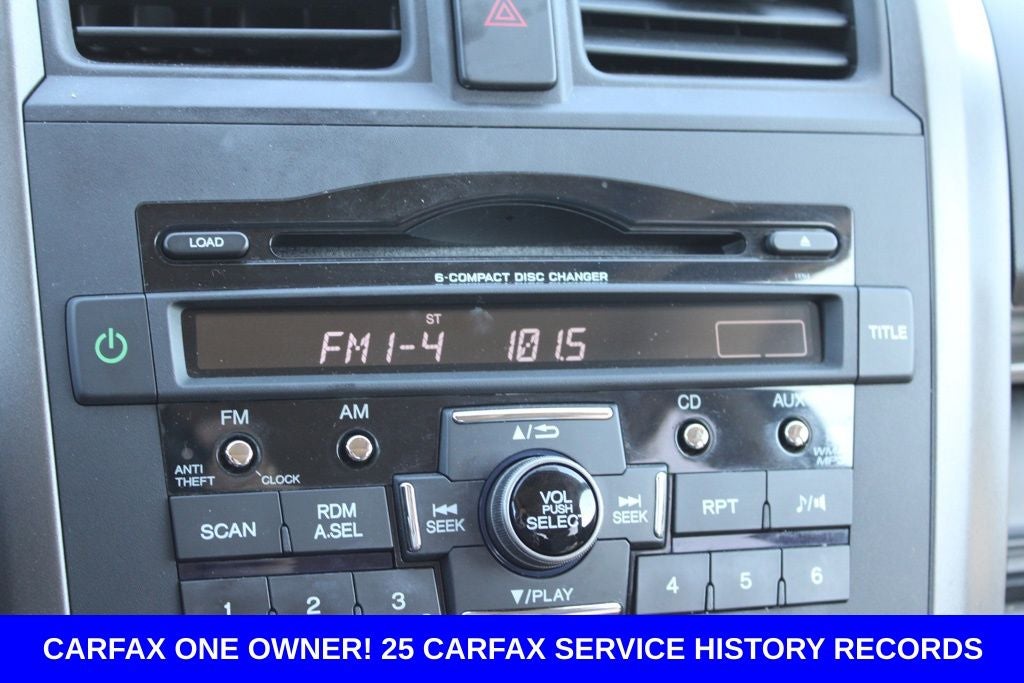 LOAD
6-COMPACT DISC CHANGER
ST
FM1-4 101.5
TITLE
FM AM CD AUX
ANTI THEFT
CLOCK
SCAN
RDM
A.SEL
SEEK
VOL
PUSH
SELECT
SEEK
RPT
1 2 3
/PLAY
4 5 6
CARFAX ONE OWNER! 25 CARFAX SERVICE HISTORY RECORDS